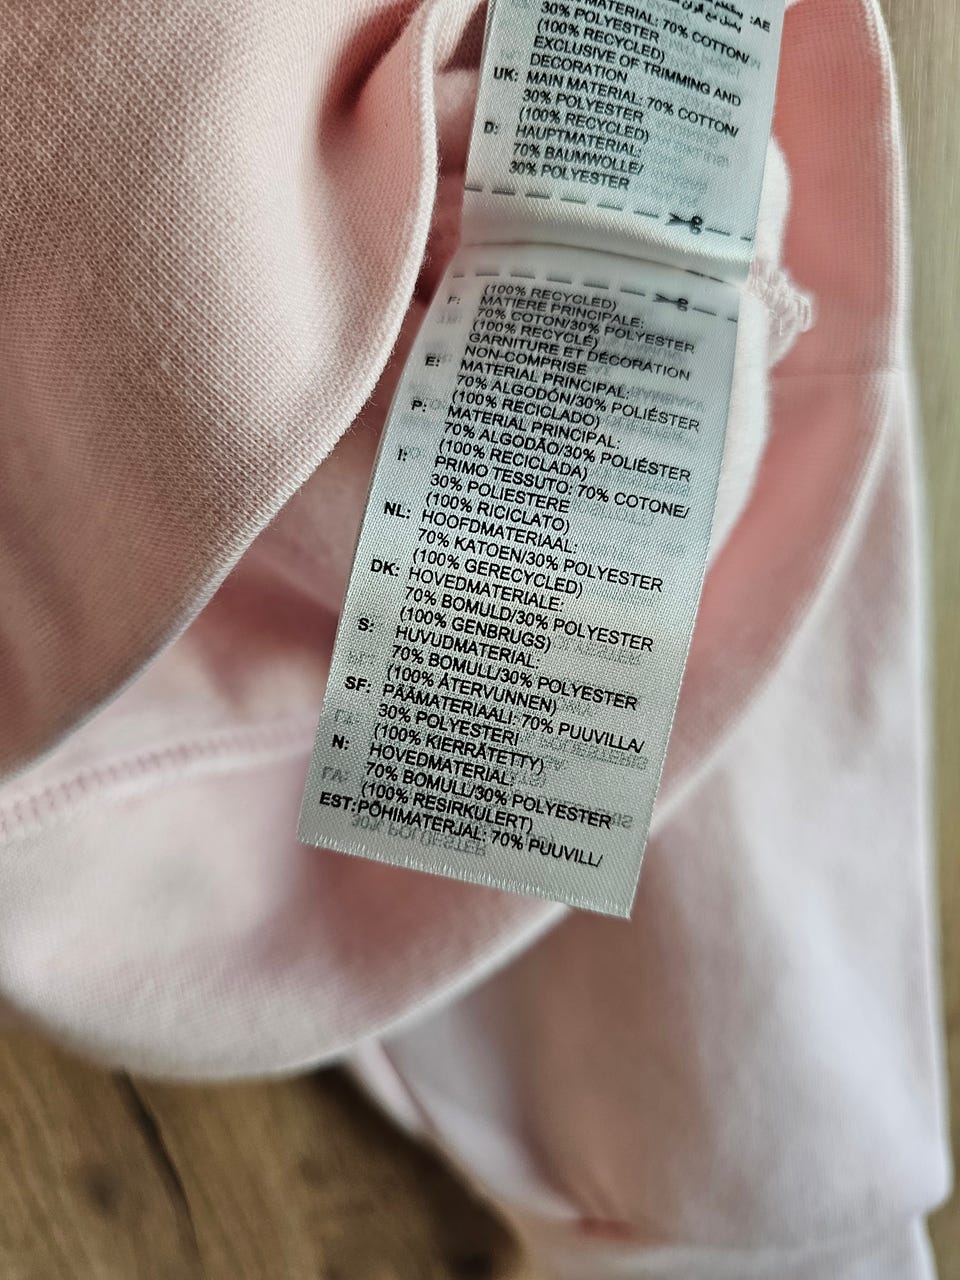 :AE
MATERIAL: 70% COTTON/
30% POLYESTER
(100% RECYCLED)
EXCLUSIVE OF TRIMMING AND
DECORATION
UK: MAIN MATERIAL: 70% COTTON/
30% POLYESTER
(100% RECYCLED)
D: HAUPTMATERIAL:
70% BAUMWOLLE/
30% POLYESTER
(100% RECYCLED)
F: MATIERE PRINCIPALE:
70% COTON/30% POLYESTER
(100% RECYCLÉ)
GARNITURE ET DÉCORATION
NON-COMPRISE
E: MATERIAL PRINCIPAL:
70% ALGODÓN/30% POLIÉSTER
(100% RECICLADO)
P: MATERIAL PRINCIPAL:
70% ALGODÃO/30% POLIÉSTER
(100% RECICLADA)
I: PRIMO TESSUTO: 70% COTONE/
30% POLIESTERE
(100% RICICLATO)
NL: HOOFDMATERIAAL:
70% KATOEN/30% POLYESTER
(100% GERECYCLED)
DK: HOVEDMATERIALE:
70% BOMULD/30% POLYESTER
(100% GENBRUGS)
S: HUVUDMATERIAL:
70% BOMULL/30% POLYESTER
(100% ÅTERVUNNEN)
SF: PÄÄMATERIAALI: 70% PUUVILLA/
30% POLYESTERI
(100% KIERRÄTETTY)
N: HOVEDMATERIAL:
70% BOMULL/30% POLYESTER
(100% RESIRKULERT)
EST: PÕHIMATERJAL: 70% PUUVILL/